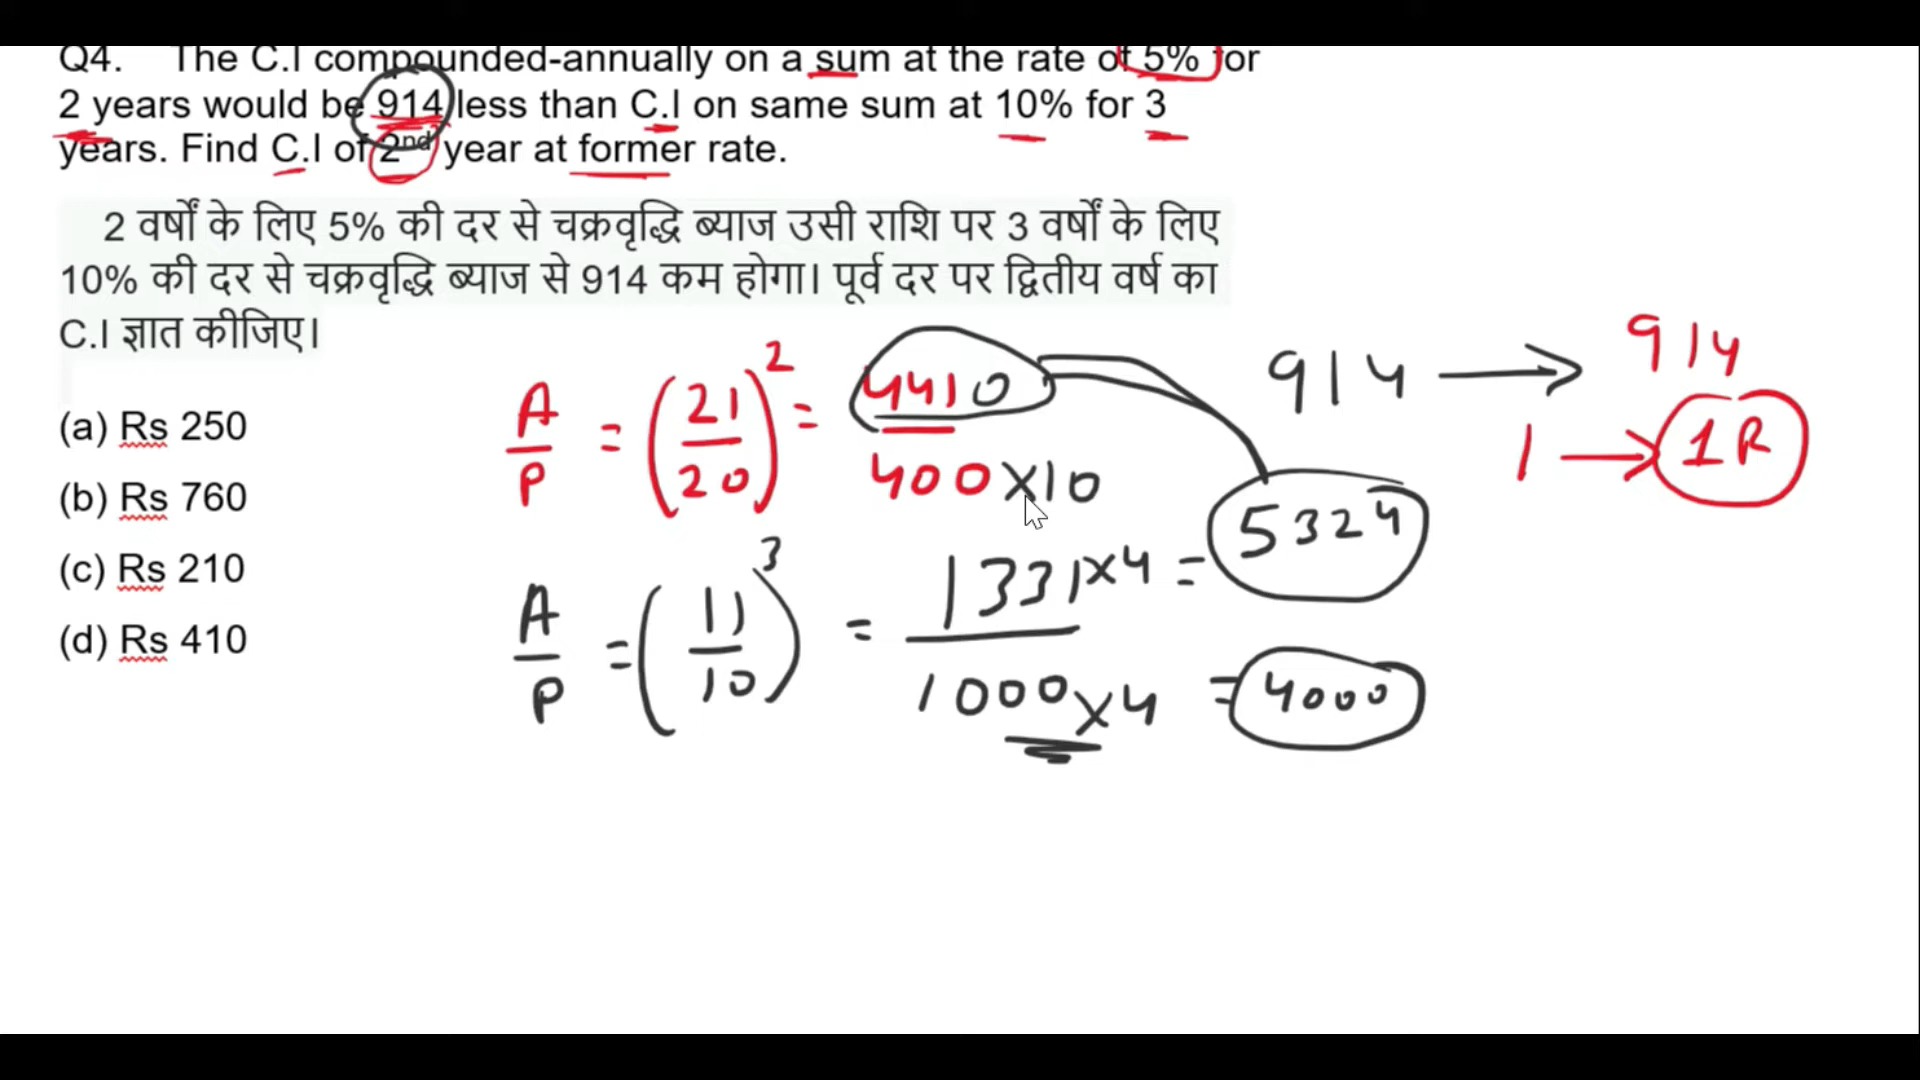 Q4. The C.I compounded-annually on a sum at the rate of 5% for
2 years would be 914 less than C.I on same sum at 10% for 3
years. Find C.I of 2nd year at former rate.
2 वर्षों के लिए 5% की दर से चक्रवृद्धि ब्याज उसी राशि पर 3 वर्षों के लिए
10% की दर से चक्रवृद्धि ब्याज से 914 कम होगा। पूर्व दर पर द्वितीय वर्ष का
C.I ज्ञात कीजिए।
(a) Rs 250
(b) Rs 760
(c) Rs 210
(d) Rs 410
A/P = (21/20)^2 = 4410/400×10
914 → 914
1 → 1R
A/P = (11/10)^3 = 1331×4/1000×4
= 5324
= 4000